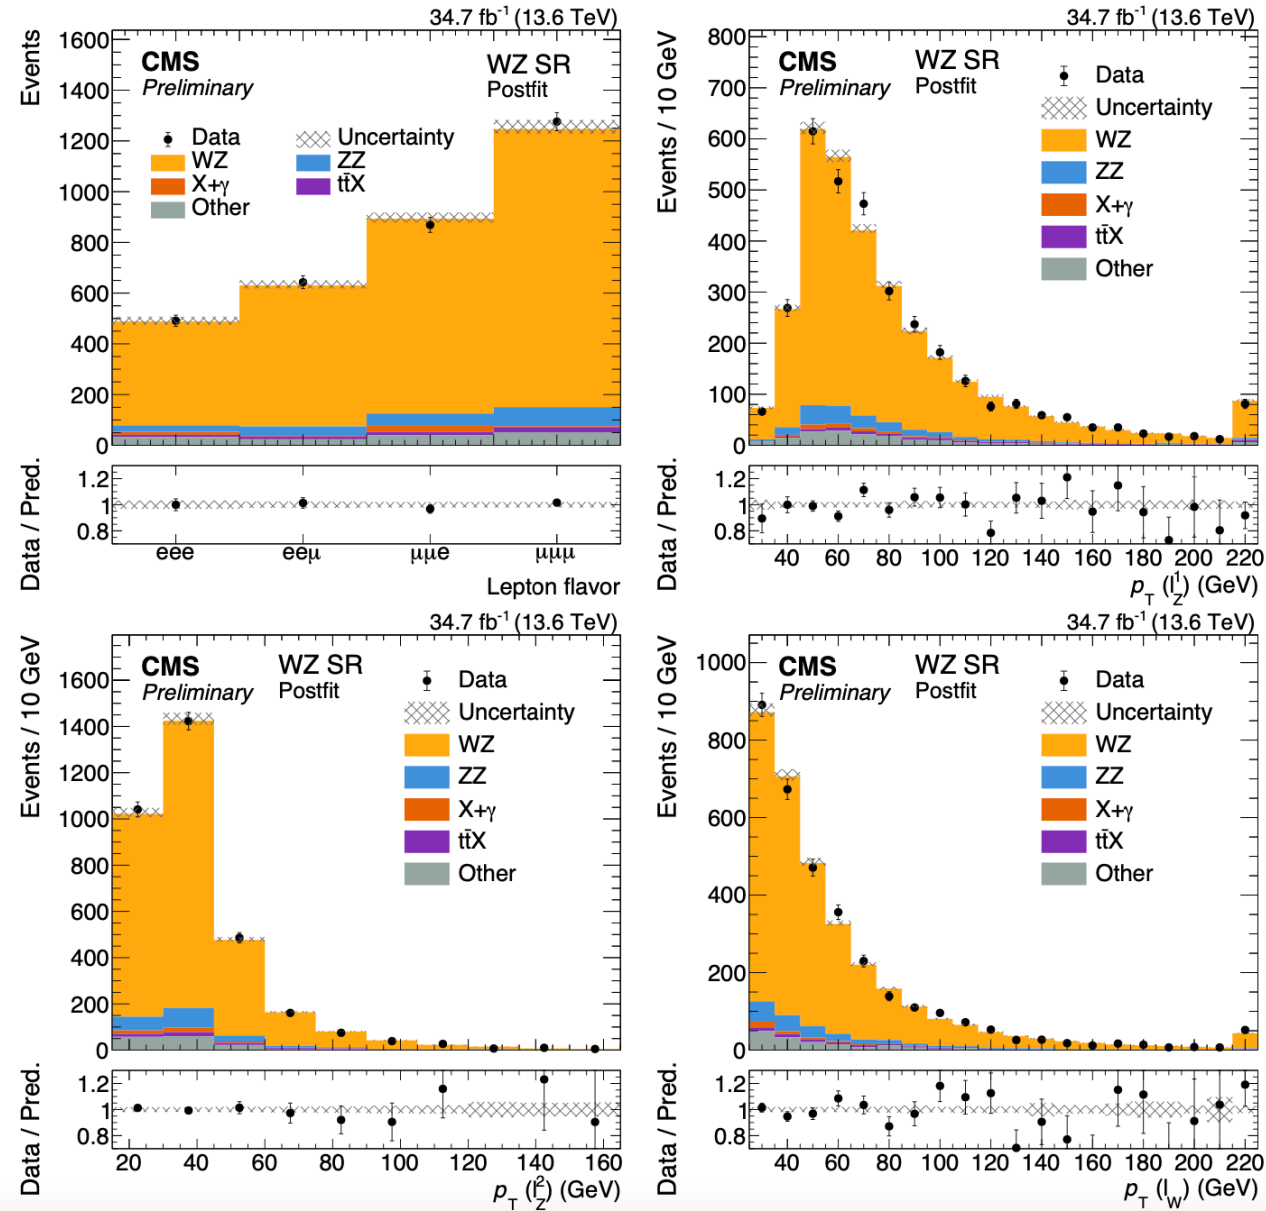 34.7 fb⁻¹ (13.6 TeV)
Events
1600
1400
1200
1000
800
600
400
200
0
CMS
Preliminary
WZ SR
Postfit
Data
Uncertainty
WZ
ZZ
X+γ
tt̄X
Other
Data / Pred.
1.2
1
0.8
eee
eeμ
μμe
μμμ
Lepton flavor
34.7 fb⁻¹ (13.6 TeV)
Events / 10 GeV
800
700
600
500
400
300
200
100
0
CMS
Preliminary
WZ SR
Postfit
Data
Uncertainty
WZ
ZZ
X+γ
tt̄X
Other
Data / Pred.
1.2
1
0.8
40 60 80 100 120 140 160 180 200 220
p_T (l_Z^1) (GeV)
34.7 fb⁻¹ (13.6 TeV)
Events / 10 GeV
1600
1400
1200
1000
800
600
400
200
0
CMS
Preliminary
WZ SR
Postfit
Data
Uncertainty
WZ
ZZ
X+γ
tt̄X
Other
Data / Pred.
1.2
1
0.8
20 40 60 80 100 120 140 160
p_T (l_Z^2) (GeV)
34.7 fb⁻¹ (13.6 TeV)
Events / 10 GeV
1000
800
600
400
200
0
CMS
Preliminary
WZ SR
Postfit
Data
Uncertainty
WZ
ZZ
X+γ
tt̄X
Other
Data / Pred.
1.2
1
0.8
40 60 80 100 120 140 160 180 200 220
p_T (l_W) (GeV)